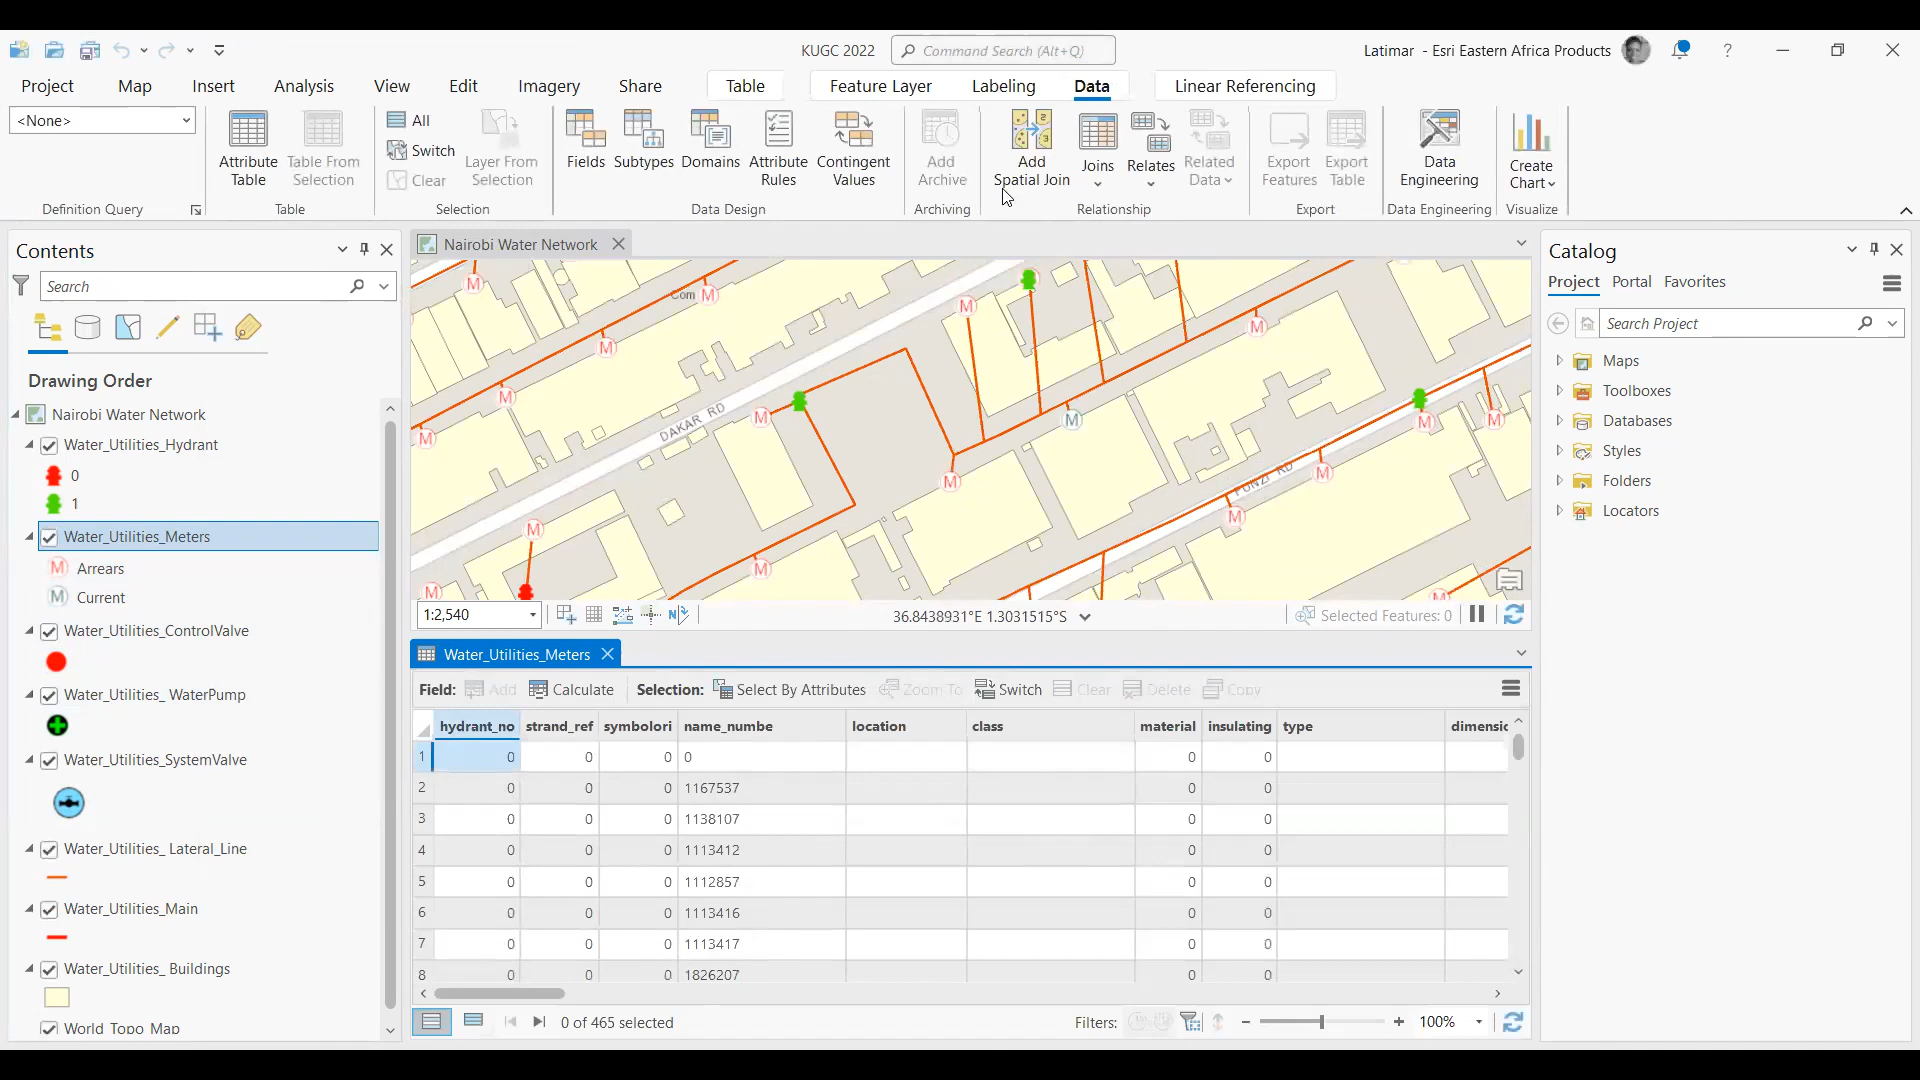 KUGC 2022
Command Search (Alt+Q)
Latimar - Esri Eastern Africa Products
?
Project
Map
Insert
Analysis
View
Edit
Imagery
Share
Table
Feature Layer
Labeling
Data
Linear Referencing
<None>
Definition Query
Attribute Table
Table From Selection
Table
All
Switch
Clear
Layer From Selection
Selection
Fields
Subtypes
Domains
Attribute Rules
Contingent Values
Data Design
Add Archive
Archiving
Add Spatial Join
Joins
Relates
Related Data
Relationship
Export Features
Export Table
Export
Data Engineering
Data Engineering
Create Chart
Visualize
Contents
Search
Drawing Order
Nairobi Water Network
Water_Utilities_Hydrant
0
1
Water_Utilities_Meters
M Arrears
M Current
Water_Utilities_ControlValve
Water_Utilities_ WaterPump
Water_Utilities_SystemValve
Water_Utilities_ Lateral_Line
Water_Utilities_Main
Water_Utilities_ Buildings
World Topo Map
Nairobi Water Network
Com
DAKAR RD
FUNZI RD
1:2,540
36.8438931°E 1.3031515°S
Selected Features: 0
Water_Utilities_Meters
Field: Add Calculate Selection: Select By Attributes Zoom To Switch Clear Delete Copy
hydrant_no strand_ref symbolori name_numbe location class material insulating type dimensic
1 0 0 0 0 0 0
2 0 0 0 1167537 0 0
3 0 0 0 1138107 0 0
4 0 0 0 1113412 0 0
5 0 0 0 1112857 0 0
6 0 0 0 1113416 0 0
7 0 0 0 1113417 0 0
8 0 0 0 1826207 0 0
0 of 465 selected
Filters:
100%
Catalog
Project
Portal
Favorites
Search Project
Maps
Toolboxes
Databases
Styles
Folders
Locators